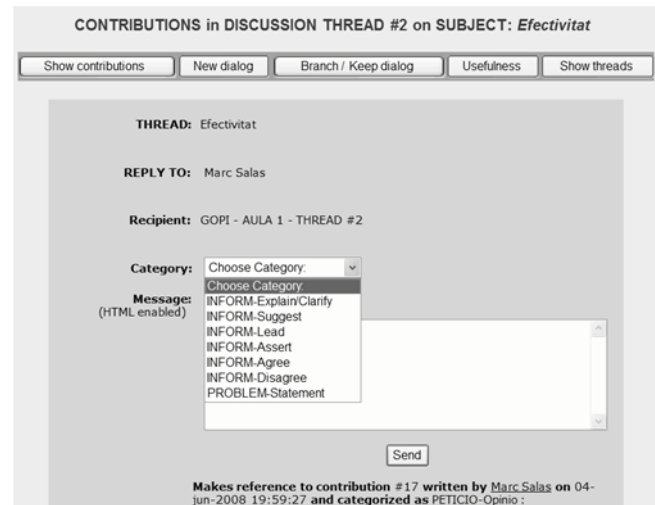 CONTRIBUTIONS in DISCUSSION THREAD #2 on SUBJECT: Efectivitat
Show contributions New dialog Branch / Keep dialog Usefulness Show threads
THREAD: Efectivitat
REPLY TO: Marc Salas
Recipient: GOPI - AULA 1 - THREAD #2
Category: Choose Category:
Choose Category:
Message:
(HTML enabled)
INFORM-Explain/Clarify
INFORM-Suggest
INFORM-Lead
INFORM-Assert
INFORM-Agree
INFORM-Disagree
PROBLEM-Statement
Send
Makes reference to contribution #17 written by Marc Salas on 04-
jun-2008 19:59:27 and categorized as PETICIO-Opinio :